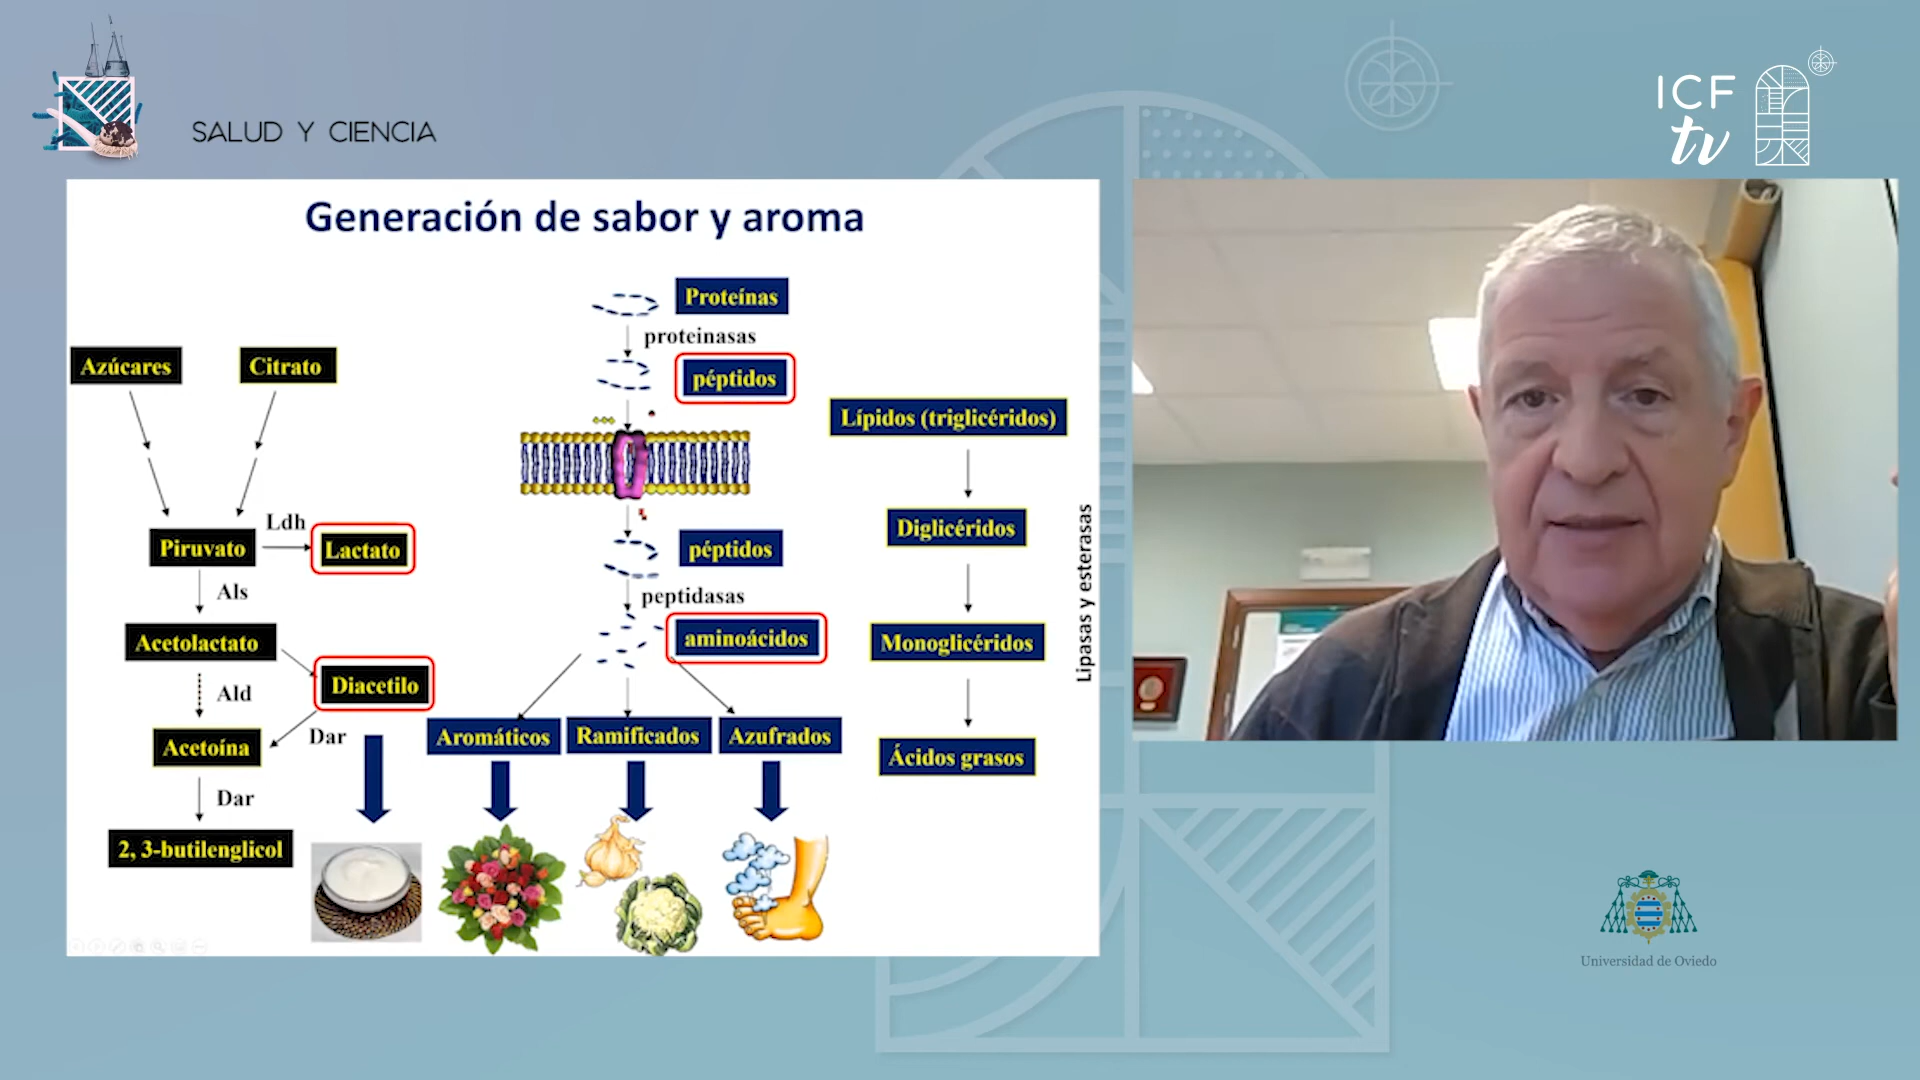 SALUD Y CIENCIA
ICF
tv
Generación de sabor y aroma
Proteínas
proteinasas
péptidos
Azúcares
Citrato
Lípidos (triglicéridos)
Ldh
Piruvato
Lactato
péptidos
Diglicéridos
Als
peptidasas
Acetolactato
aminoácidos
Monoglicéridos
Lipasas y esterasas
Diacetilo
Ald
Dar
Acetoína
Aromáticos
Ramificados
Azufrados
Ácidos grasos
Dar
2, 3-butilenglicol
Universidad de Oviedo